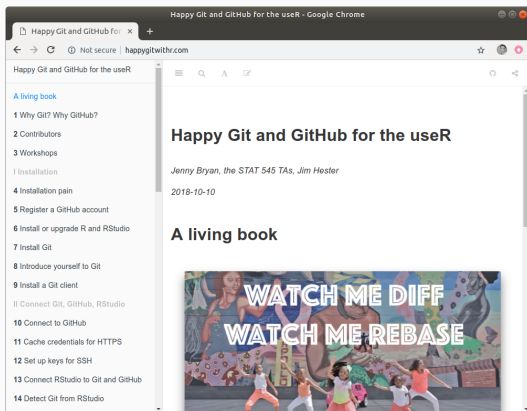 Happy Git and GitHub for the useR - Google Chrome
Happy Git and GitHub for
Not secure | happygitwithr.com
Happy Git and GitHub for the useR
A living book
1 Why Git? Why GitHub?
2 Contributors
3 Workshops
I Installation
4 Installation pain
5 Register a GitHub account
6 Install or upgrade R and RStudio
7 Install Git
8 Introduce yourself to Git
9 Install a Git client
II Connect Git, GitHub, RStudio
10 Connect to GitHub
11 Cache credentials for HTTPS
12 Set up keys for SSH
13 Connect RStudio to Git and GitHub
14 Detect Git from RStudio
A
Happy Git and GitHub for the useR
Jenny Bryan, the STAT 545 TAs, Jim Hester
2018-10-10
A living book
WATCH ME DIFF
WATCH ME REBASE